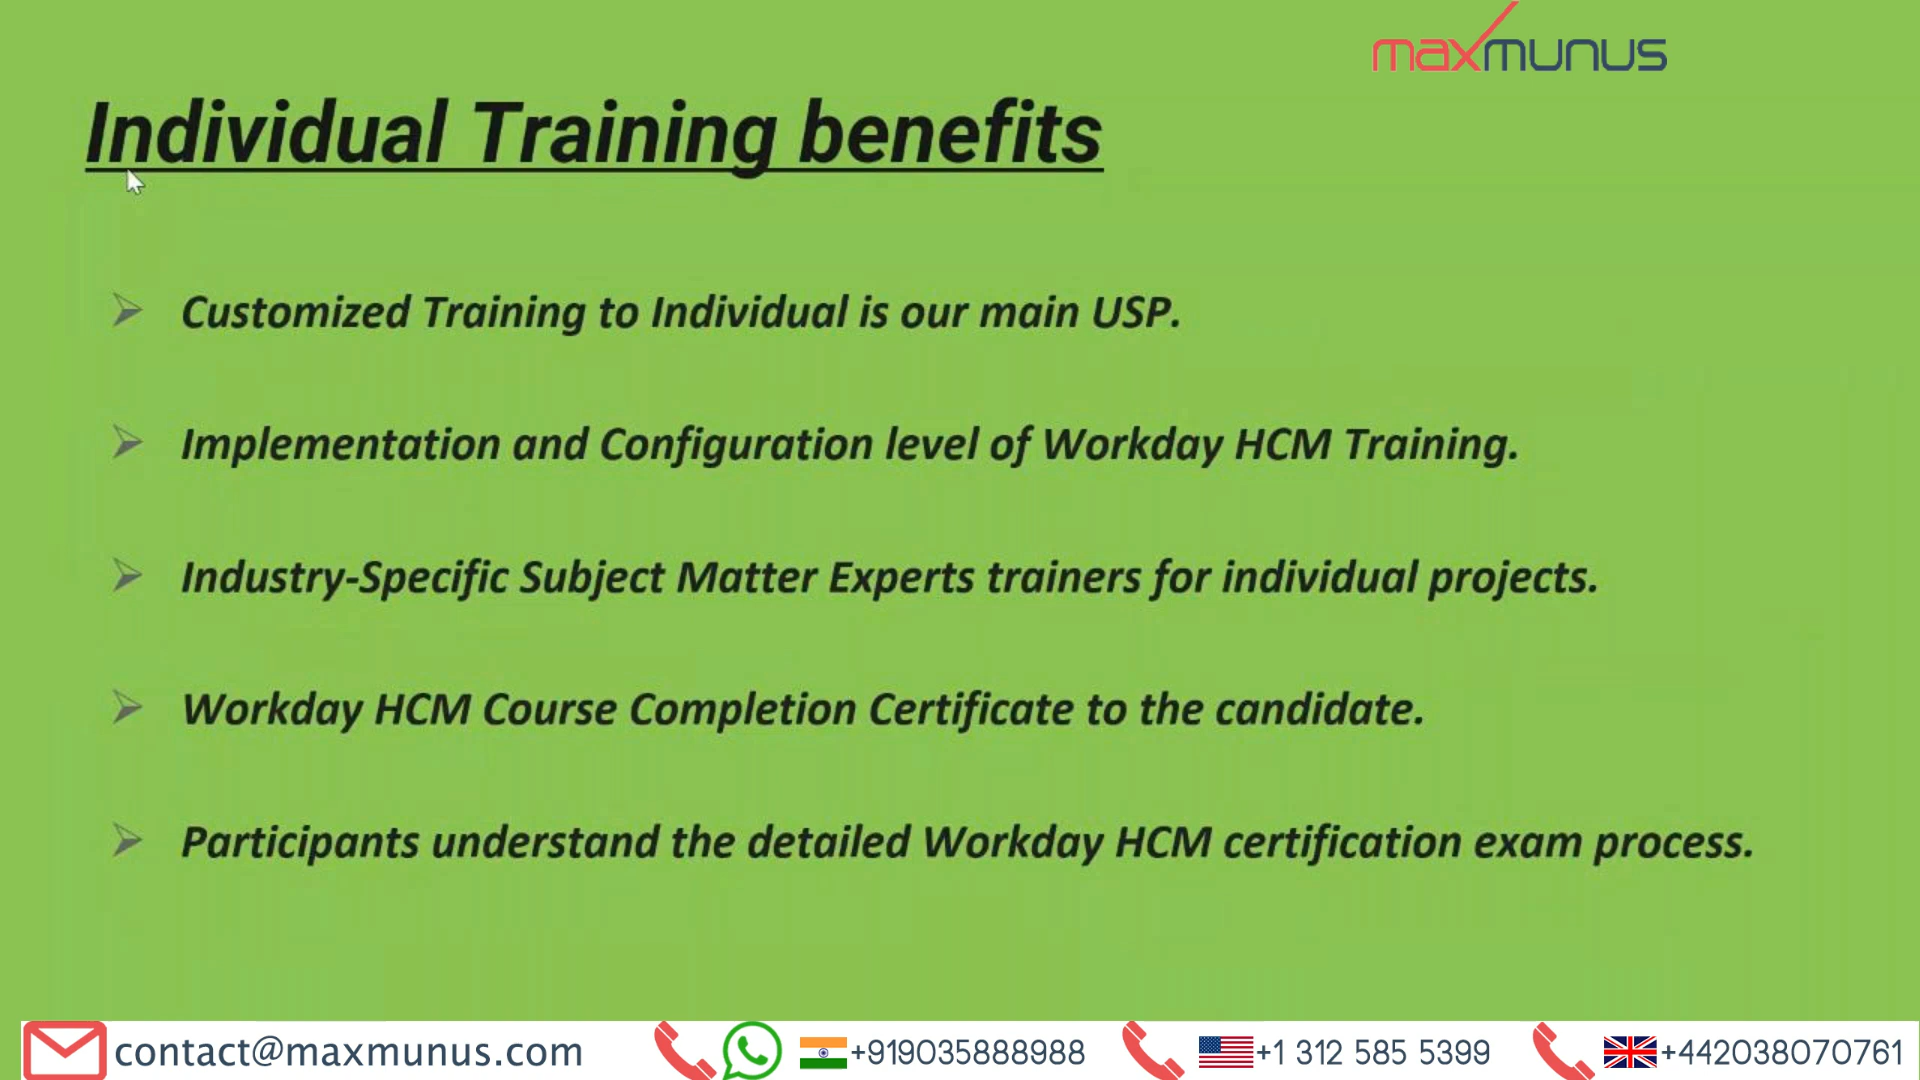 maxmunus
Individual Training benefits
Customized Training to Individual is our main USP.
Implementation and Configuration level of Workday HCM Training.
Industry-Specific Subject Matter Experts trainers for individual projects.
Workday HCM Course Completion Certificate to the candidate.
Participants understand the detailed Workday HCM certification exam process.
contact@maxmunus.com +919035888988 +1 312 585 5399 +442038070761